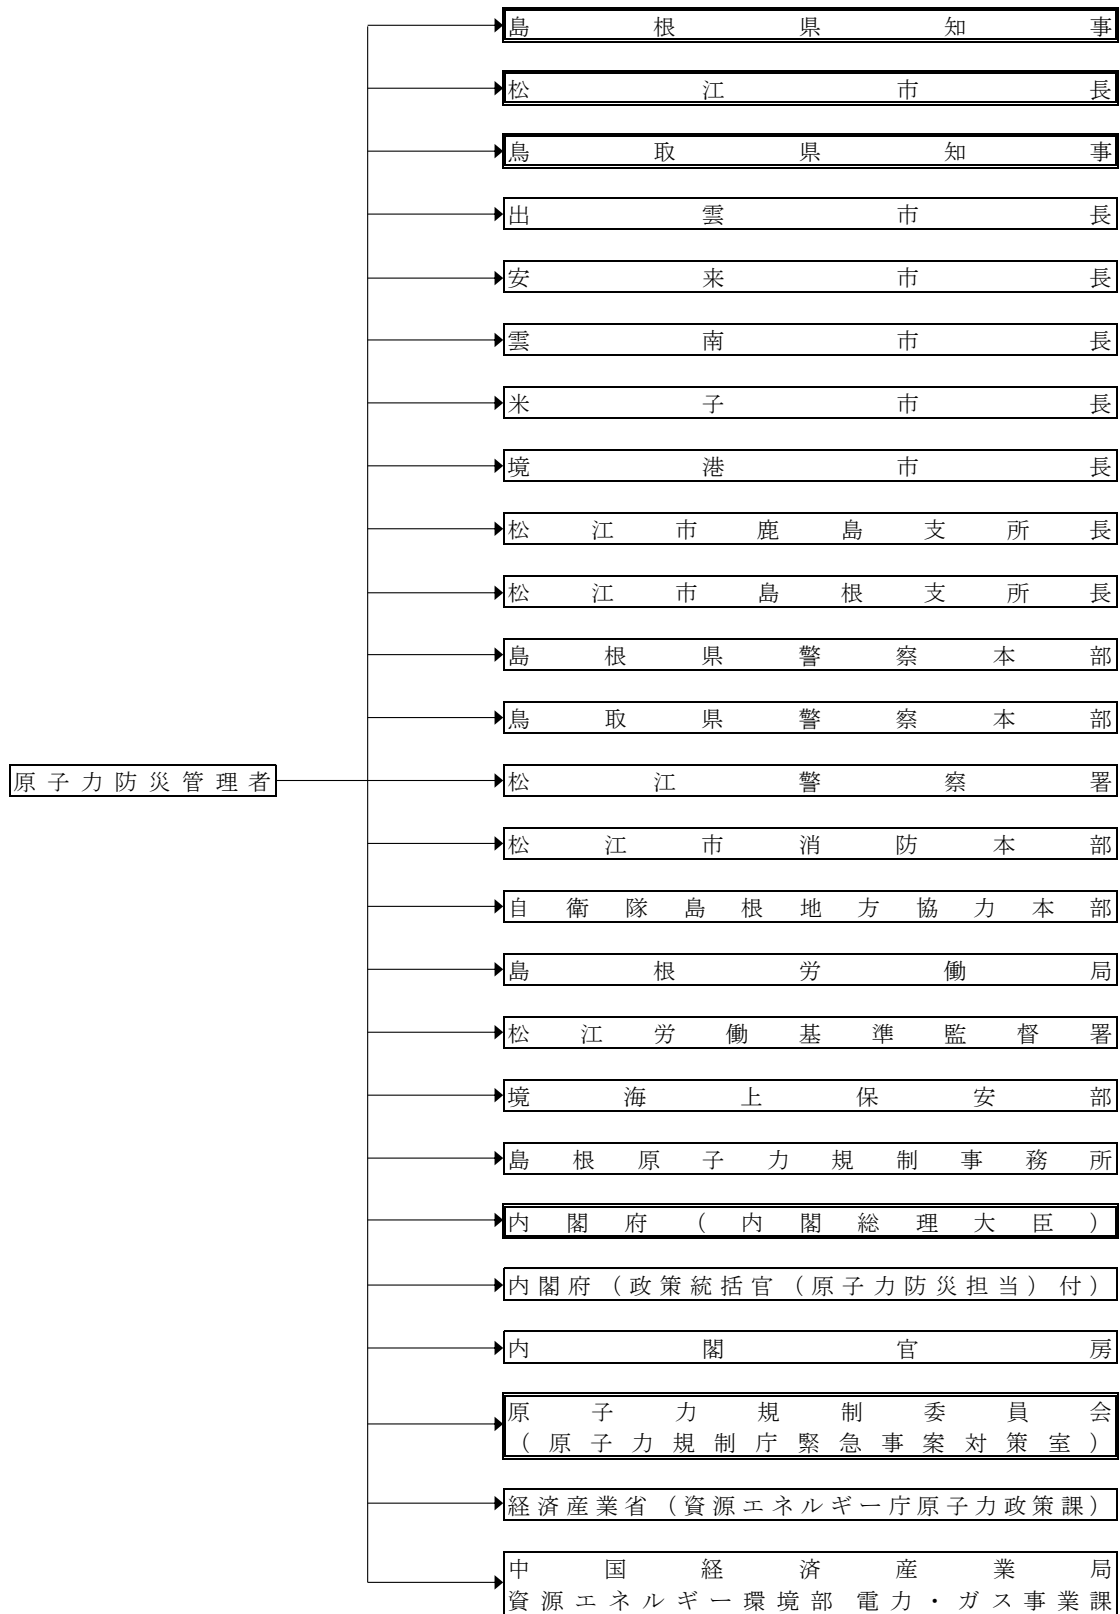 島根県知事
松江市長
鳥取県知事
出雲市長
安来市長
雲南市長
米子市長
境港市長
松江市鹿島支所長
松江市島根支所長
島根県警察本部
鳥取県警察本部
原子力防災管理者
松江警察署
松江市消防本部
自衛隊島根地方協力本部
島根労働局
松江労働基準監督署
境海上保安部
島根原子力規制事務所
内閣府(内閣総理大臣)
内閣府(政策統括官(原子力防災担当)付)
内閣官房
原子力規制委員会
(原子力規制庁緊急事案対策室)
経済産業省(資源エネルギー庁原子力政策課)
中国経済産業局
資源エネルギー環境部 電力・ガス事業課